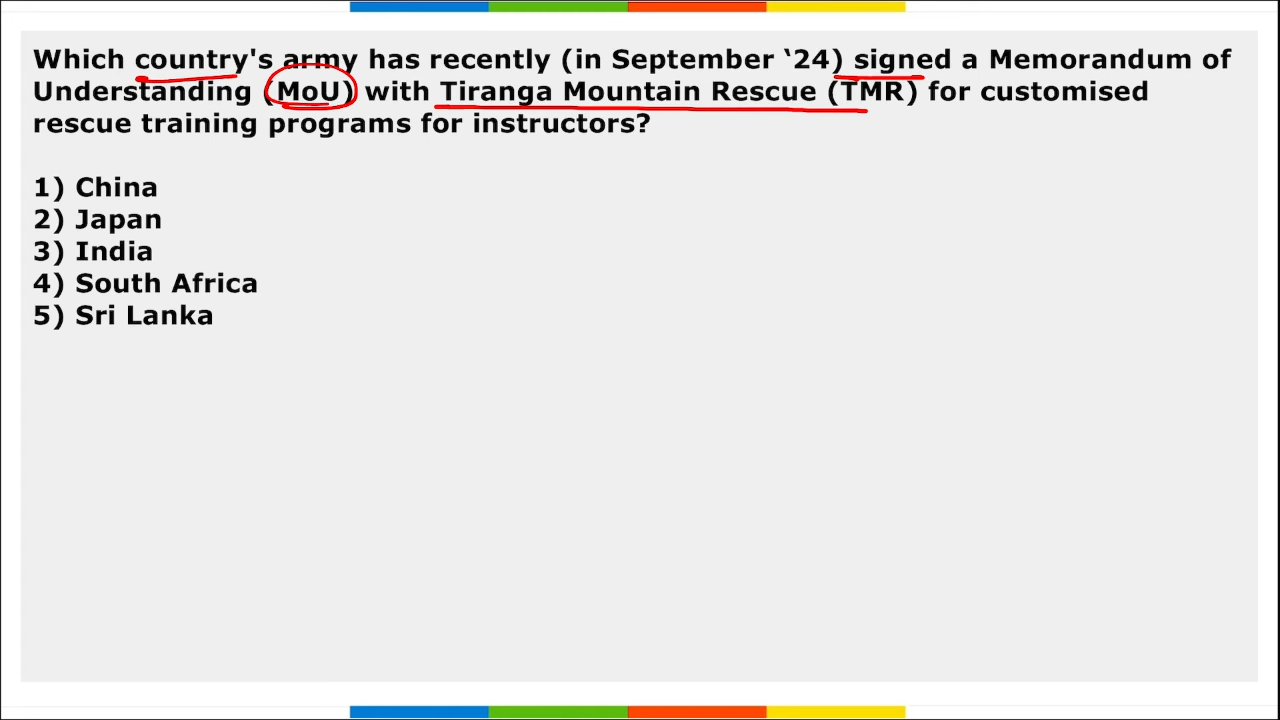 Which country's army has recently (in September ‘24) signed a Memorandum of
Understanding (MoU) with Tiranga Mountain Rescue (TMR) for customised
rescue training programs for instructors?
1) China
2) Japan
3) India
4) South Africa
5) Sri Lanka